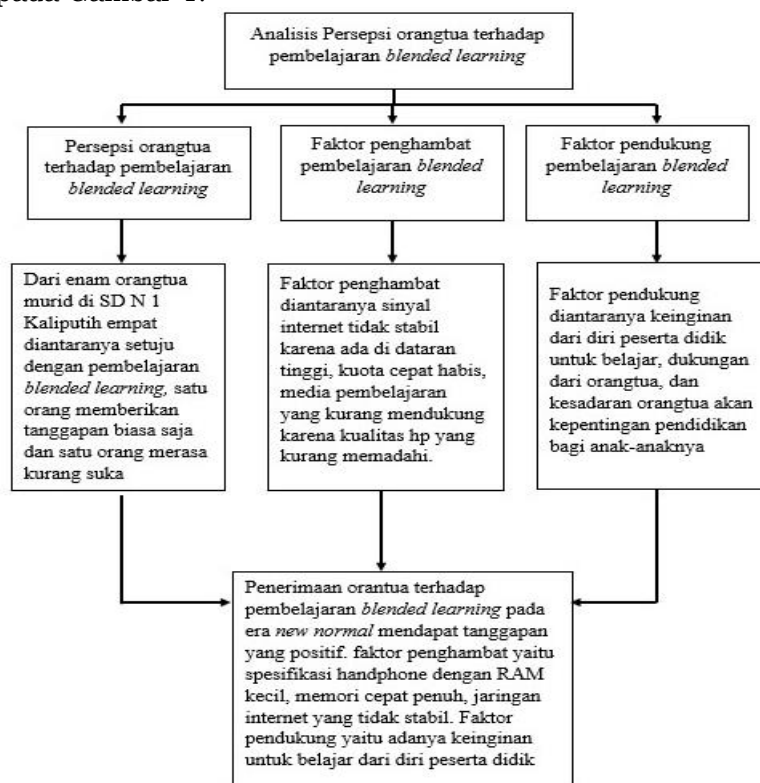 pada Gambar 1.
Analisis Persepsi orangtua terhadap
pembelajaran blended learning
Persepsi orangtua
terhadap pembelajaran
blended learning
Faktor penghambat
pembelajaran blended
learning
Faktor pendukung
pembelajaran blended
learning
Dari enam orangtua
murid di SD N 1
Kaliputih empat
diantaranya setuju
dengan pembelajaran
blended learning, satu
orang memberikan
tanggapan biasa saja
dan satu orang merasa
kurang suka
Faktor penghambat
diantaranya sinyal
internet tidak stabil
karena ada di dataran
tinggi, kuota cepat habis,
media pembelajaran
yang kurang mendukung
karena kualitas hp yang
kurang memadahi.
Faktor pendukung
diantaranya keinginan
dari diri peserta didik
untuk belajar, dukungan
dari orangtua, dan
kesadaran orangtua akan
kepentingan pendidikan
bagi anak-anaknya
Penerimaan orantua terhadap
pembelajaran blended learning pada
era new normal mendapat tanggapan
yang positif. faktor penghambat yaitu
spesifikasi handphone dengan RAM
kecil, memori cepat penuh, jaringan
internet yang tidak stabil. Faktor
pendukung yaitu adanya keinginan
untuk belajar dari diri peserta didik